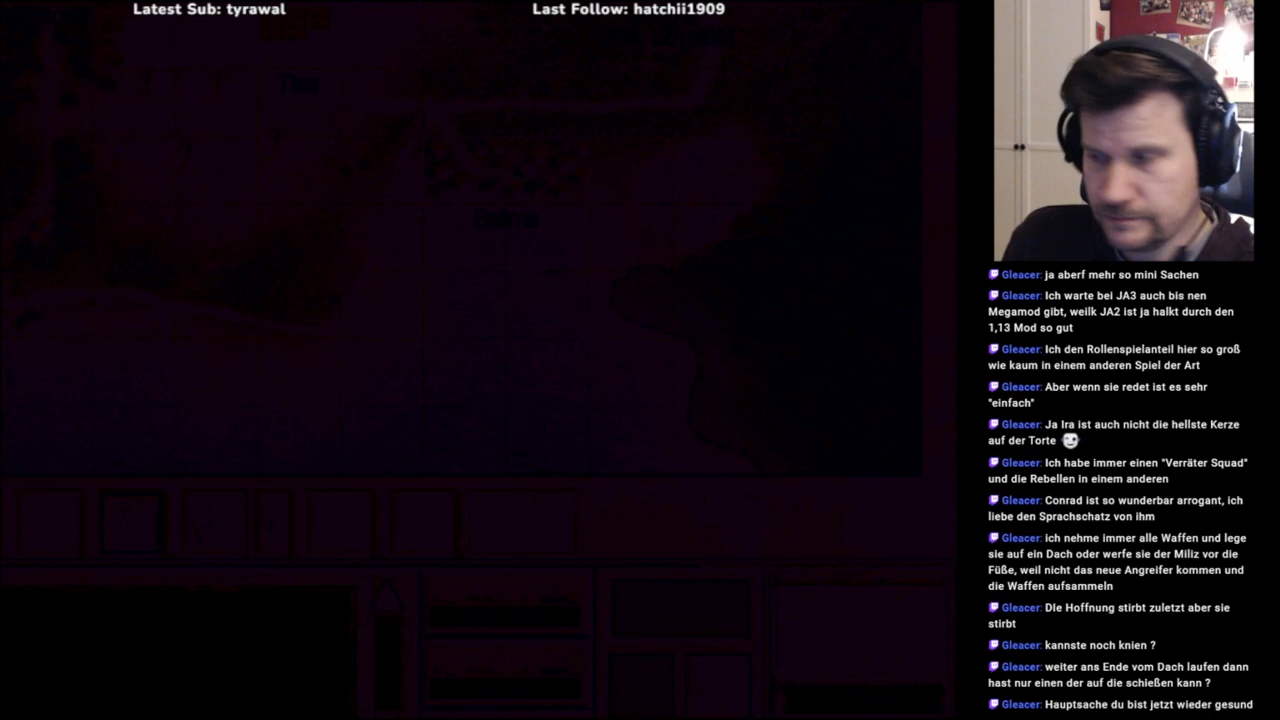 Latest Sub: tyrawal
Last Follow: hatchii1909
Gleacer: ja aberf mehr so mini Sachen
Gleacer: Ich warte bei JA3 auch bis nen
Megamod gibt, weilk JA2 ist ja halkt durch den
1,13 Mod so gut
Gleacer: Ich den Rollenspielanteil hier so groß
wie kaum in einem anderen Spiel der Art
Gleacer: Aber wenn sie redet ist es sehr
"einfach"
Gleacer: Ja Ira ist auch nicht die hellste Kerze
auf der Torte
Gleacer: Ich habe immer einen "Verräter Squad"
und die Rebellen in einem anderen
Gleacer: Conrad ist so wunderbar arrogant, ich
liebe den Sprachschatz von ihm
Gleacer: ich nehme immer alle Waffen und lege
sie auf ein Dach oder werfe sie der Miliz vor die
Füße, weil nicht das neue Angreifer kommen und
die Waffen aufsammeln
Gleacer: DIe Hoffnung stirbt zuletzt aber sie
stirbt
Gleacer: kannste noch knien ?
Gleacer: weiter ans Ende vom Dach laufen dann
hast nur einen der auf die schießen kann ?
Gleacer: Hauptsache du bist jetzt wieder gesund